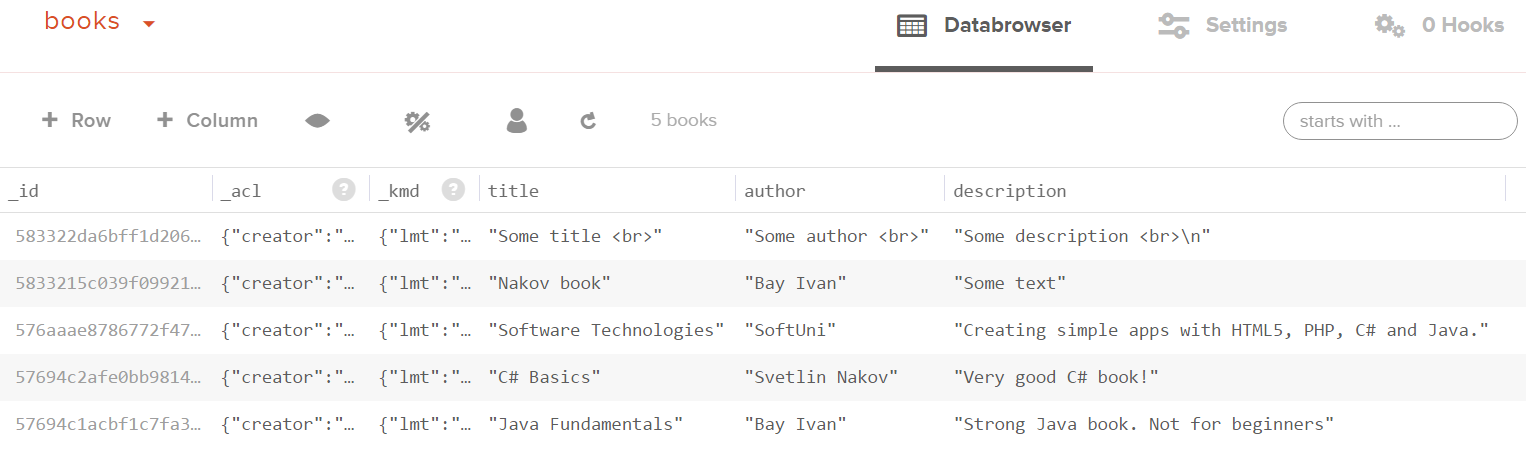 books Databrowser Settings 0 Hooks
+ Row + Column 5 books starts with ...
_id _acl ? _kmd ? title author description
583322da6bff1d206… {"creator":"… {"lmt":"… "Some title <br>" "Some author <br>" "Some description <br>\n"
5833215c039f09921… {"creator":"… {"lmt":"… "Nakov book" "Bay Ivan" "Some text"
576aaae8786772f47… {"creator":"… {"lmt":"… "Software Technologies" "SoftUni" "Creating simple apps with HTML5, PHP, C# and Java."
57694c2afe0bb9814… {"creator":"… {"lmt":"… "C# Basics" "Svetlin Nakov" "Very good C# book!"
57694c1acbf1c7fa3… {"creator":"… {"lmt":"… "Java Fundamentals" "Bay Ivan" "Strong Java book. Not for beginners"